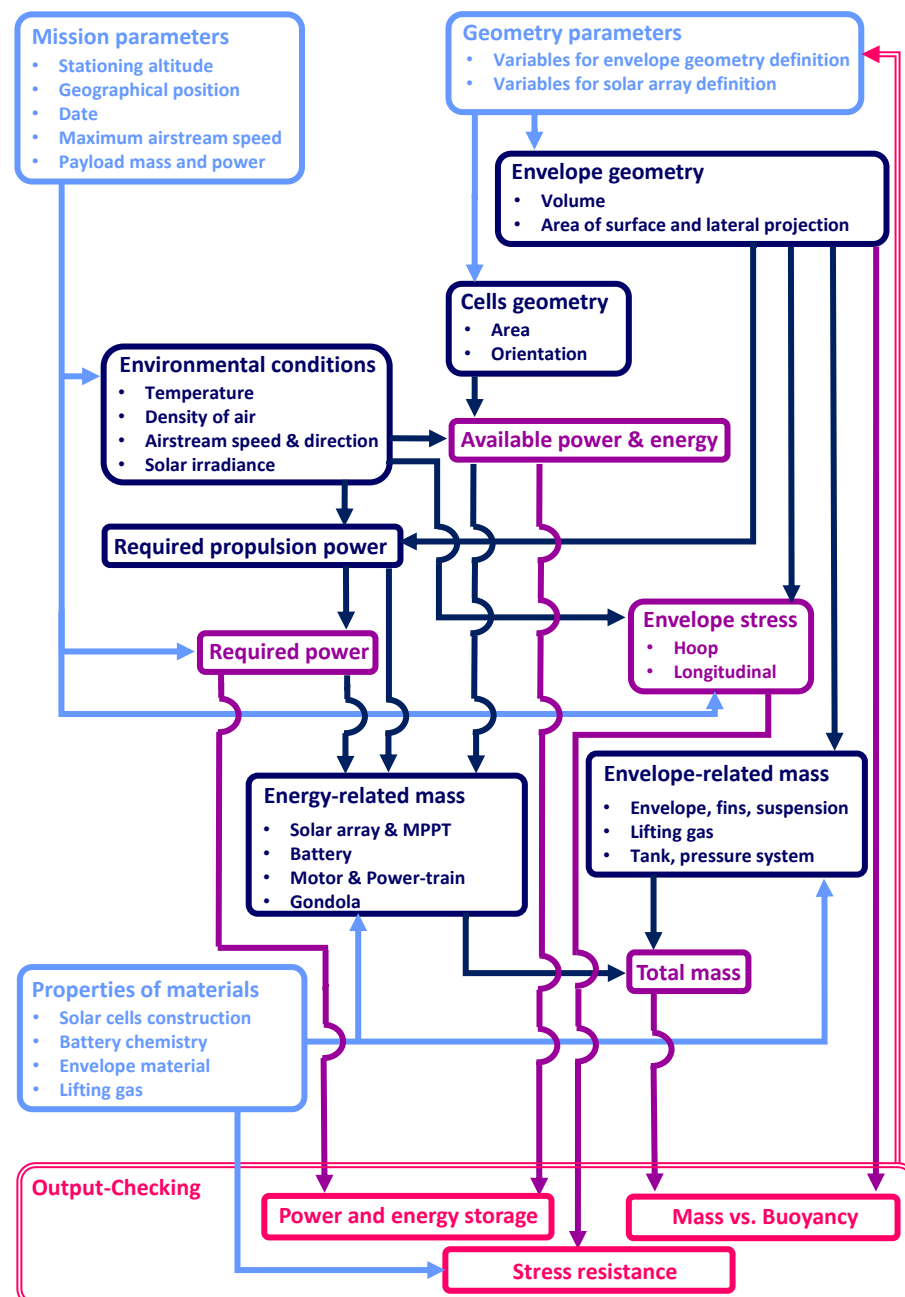 Mission parameters
• Stationing altitude
• Geographical position
• Date
• Maximum airstream speed
• Payload mass and power
Geometry parameters
• Variables for envelope geometry definition
• Variables for solar array definition
Envelope geometry
• Volume
• Area of surface and lateral projection
Cells geometry
• Area
• Orientation
Environmental conditions
• Temperature
• Density of air
• Airstream speed & direction
• Solar irradiance
Available power & energy
Required propulsion power
Envelope stress
• Hoop
• Longitudinal
Required power
Energy-related mass
• Solar array & MPPT
• Battery
• Motor & Power-train
• Gondola
Envelope-related mass
• Envelope, fins, suspension
• Lifting gas
• Tank, pressure system
Total mass
Properties of materials
• Solar cells construction
• Battery chemistry
• Envelope material
• Lifting gas
Output-Checking
Power and energy storage
Mass vs. Buoyancy
Stress resistance